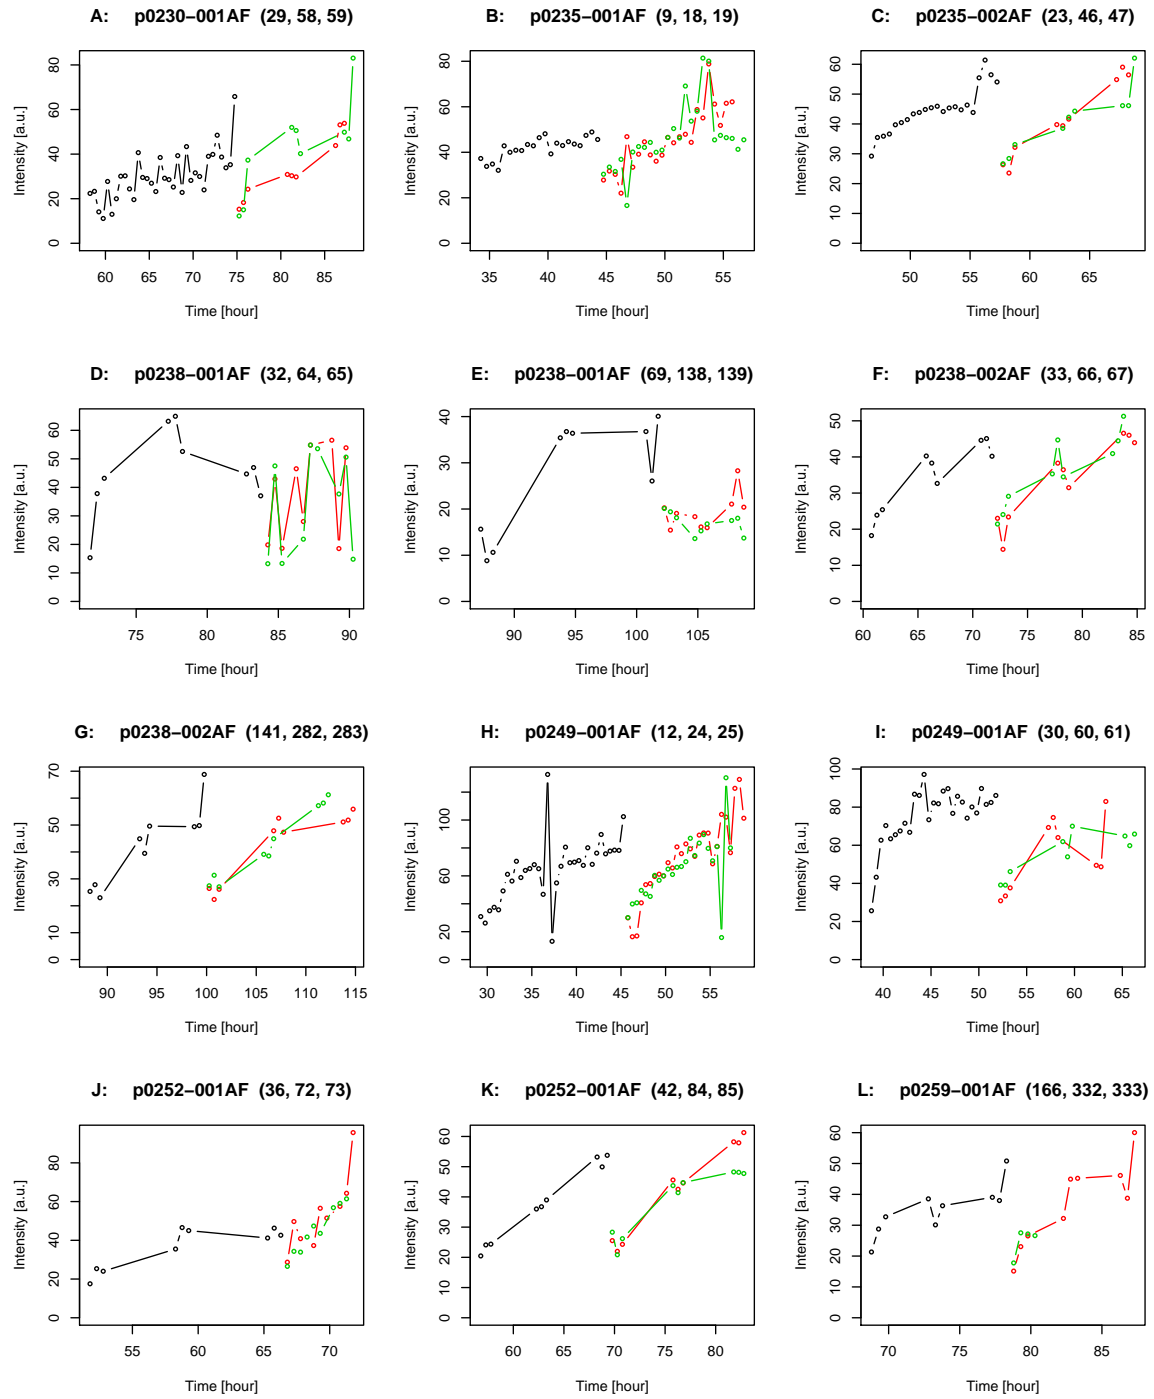 A: p0230−001AF (29, 58, 59)
Intensity [a.u.]
0 20 40 60 80
60 65 70 75 80 85
Time [hour]
B: p0235−001AF (9, 18, 19)
Intensity [a.u.]
0 20 40 60 80
35 40 45 50 55
Time [hour]
C: p0235−002AF (23, 46, 47)
Intensity [a.u.]
0 10 20 30 40 50 60
50 55 60 65
Time [hour]
D: p0238−001AF (32, 64, 65)
Intensity [a.u.]
0 10 20 30 40 50 60
75 80 85 90
Time [hour]
E: p0238−001AF (69, 138, 139)
Intensity [a.u.]
0 10 20 30 40
90 95 100 105
Time [hour]
F: p0238−002AF (33, 66, 67)
Intensity [a.u.]
0 10 20 30 40 50
60 65 70 75 80 85
Time [hour]
G: p0238−002AF (141, 282, 283)
Intensity [a.u.]
0 10 20 30 50 70
90 95 100 105 110 115
Time [hour]
H: p0249−001AF (12, 24, 25)
Intensity [a.u.]
0 20 40 60 100
30 35 40 45 50 55
Time [hour]
I: p0249−001AF (30, 60, 61)
Intensity [a.u.]
0 20 40 60 80 100
40 45 50 55 60 65
Time [hour]
J: p0252−001AF (36, 72, 73)
Intensity [a.u.]
0 20 40 60 80
55 60 65 70
Time [hour]
K: p0252−001AF (42, 84, 85)
Intensity [a.u.]
0 10 20 30 40 50 60
60 65 70 75 80
Time [hour]
L: p0259−001AF (166, 332, 333)
Intensity [a.u.]
0 10 20 30 40 50 60
70 75 80 85
Time [hour]